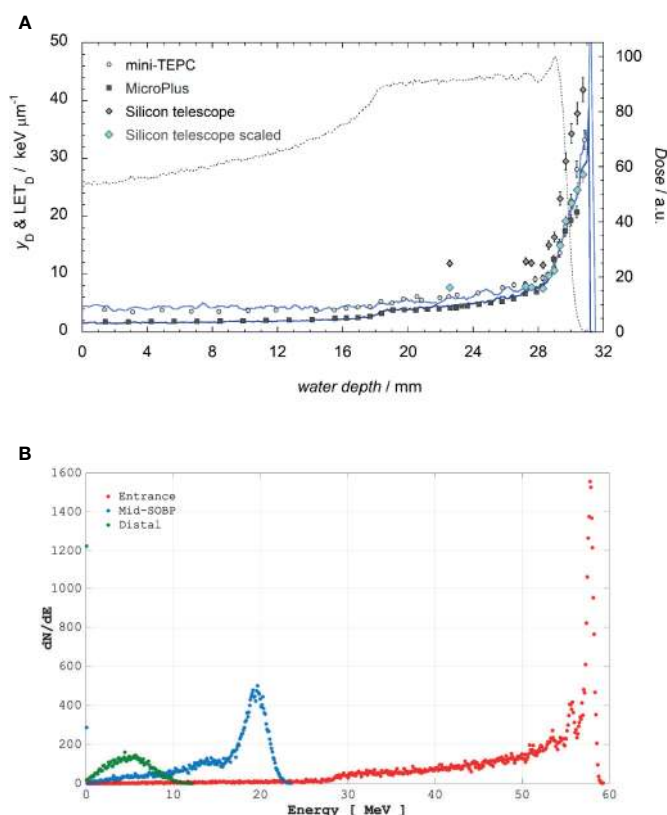 A
50
40
30
20
10
0
y_D & LET_D / keV μm⁻¹
mini-TEPC
MicroPlus
Silicon telescope
Silicon telescope scaled
100
80
60
40
20
0
Dose / a.u.
0 4 8 12 16 20 24 28 32
water depth / mm
B
1600
1400
1200
1000
800
600
400
200
0
dN/dE
Entrance
Mid-SOBP
Distal
0 10 20 30 40 50 60
Energy [ MeV ]